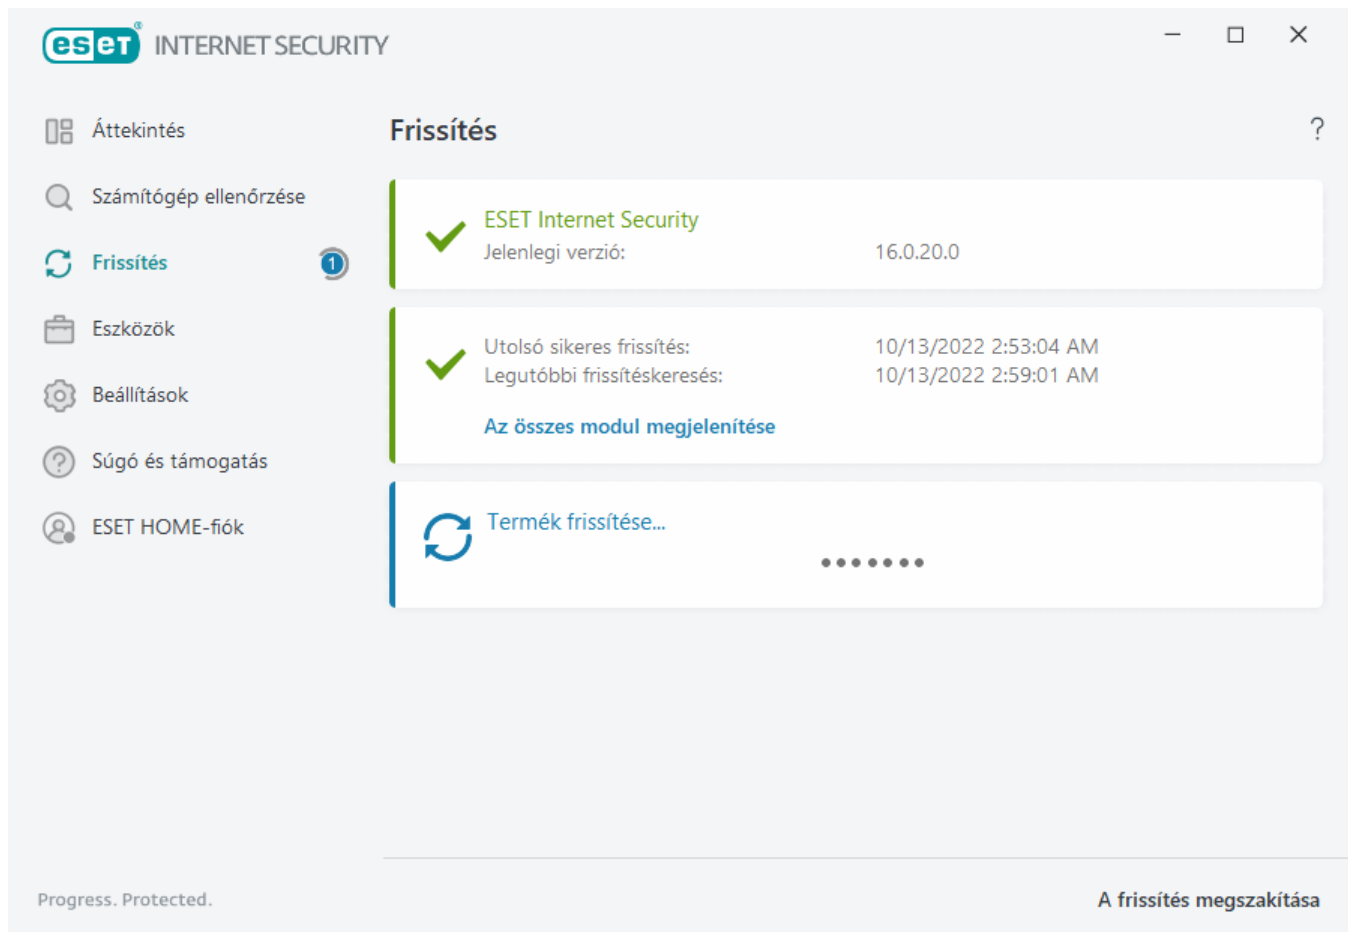 eset® INTERNET SECURITY
Áttekintés
Számítógép ellenőrzése
Frissítés
1
Eszközök
Beállítások
Súgó és támogatás
ESET HOME-fiók
Frissítés
?
ESET Internet Security
Jelenlegi verzió: 16.0.20.0
Utolsó sikeres frissítés: 10/13/2022 2:53:04 AM
Legutóbbi frissítéskeresés: 10/13/2022 2:59:01 AM
Az összes modul megjelenítése
Termék frissítése...
Progress. Protected.
A frissítés megszakítása